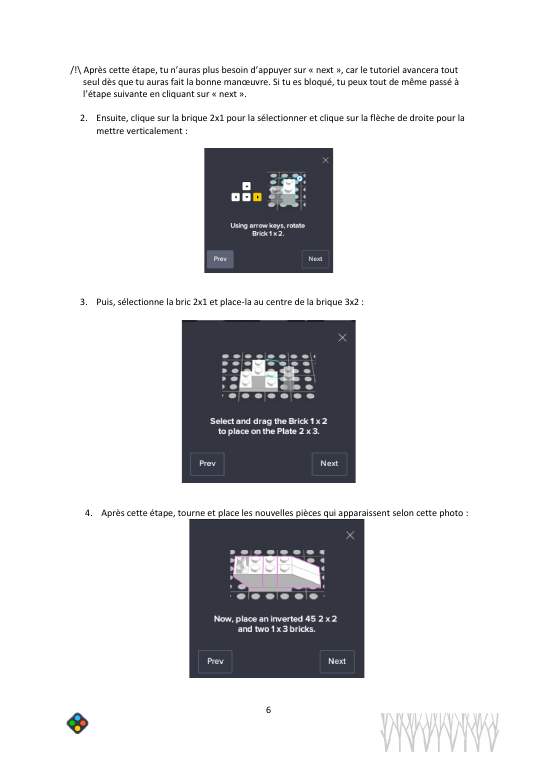 /!\ Après cette étape, tu n'auras plus besoin d'appuyer sur « next », car le tutoriel avancera tout
seul dès que tu auras fait la bonne manœuvre. Si tu es bloqué, tu peux tout de même passé à
l'étape suivante en cliquant sur « next ».
2. Ensuite, clique sur la brique 2x1 pour la sélectionner et clique sur la flèche de droite pour la
mettre verticalement :
Using arrow keys, rotate
Brick 1 x 2.
Prev Next
3. Puis, sélectionne la bric 2x1 et place-la au centre de la brique 3x2 :
Select and drag the Brick 1 x 2
to place on the Plate 2 x 3.
Prev Next
4. Après cette étape, tourne et place les nouvelles pièces qui apparaissent selon cette photo :
Now, place an inverted 45 2 x 2
and two 1 x 3 bricks.
Prev Next
6